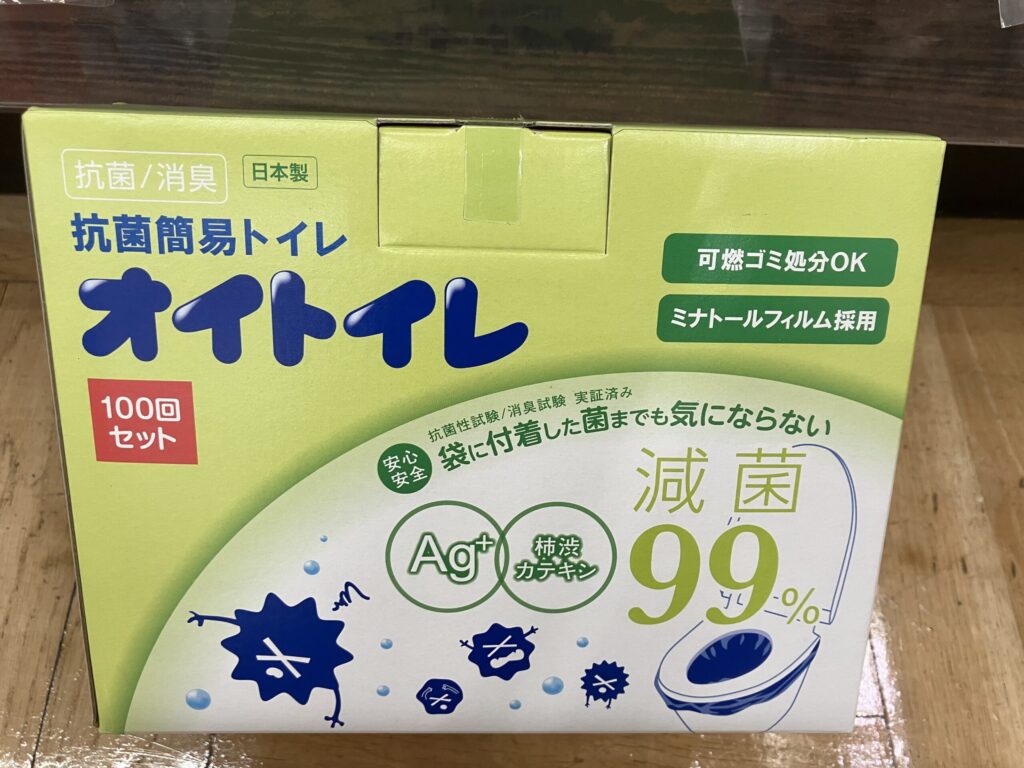 抗菌/消臭
日本製
抗菌簡易トイレ
オイトイレ
100回
セット
可燃ゴミ処分OK
ミナトールフィルム採用
抗菌性試験/消臭試験 実証済み
安心
安全
袋に付着した菌までも気にならない
減菌
99%
Ag+
柿渋
カテキン